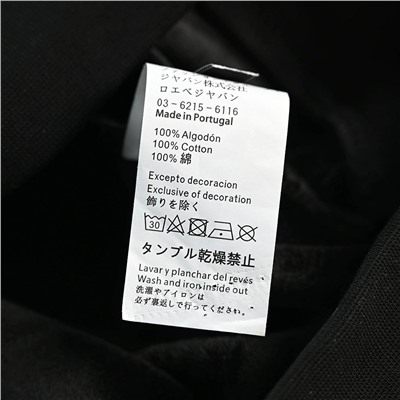 ジャパン株式会社
ロエベジャパン
03-6215-6116
Made in Portugal
100% Algodón
100% Cotton
100% 綿
Excepto decoracion
Exclusive of decoration
飾りを除く
30
タンブル乾燥禁止
Lavar y planchar del revés
Wash and iron inside out
洗濯やアイロンは
必ず裏返しで行ってください。